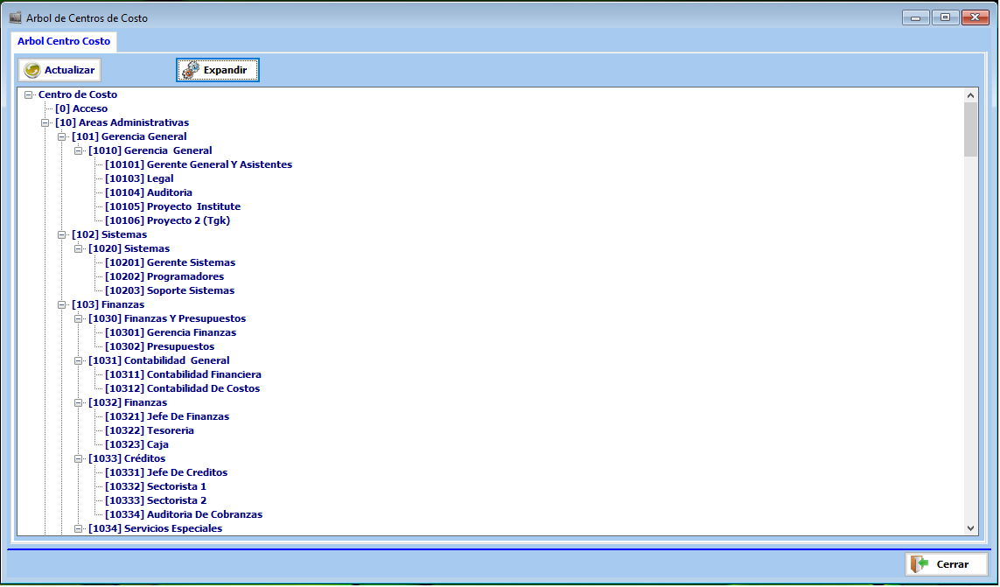 Arbol de Centros de Costo
Arbol Centro Costo
Actualizar
Expandir
Centro de Costo
[0] Acceso
[10] Areas Administrativas
[101] Gerencia General
[1010] Gerencia  General
[10101] Gerente General Y Asistentes
[10103] Legal
[10104] Auditoria
[10105] Proyecto  Institute
[10106] Proyecto 2 (Tgk)
[102] Sistemas
[1020] Sistemas
[10201] Gerente Sistemas
[10202] Programadores
[10203] Soporte Sistemas
[103] Finanzas
[1030] Finanzas Y Presupuestos
[10301] Gerencia Finanzas
[10302] Presupuestos
[1031] Contabilidad  General
[10311] Contabilidad Financiera
[10312] Contabilidad De Costos
[1032] Finanzas
[10321] Jefe De Finanzas
[10322] Tesoreria
[10323] Caja
[1033] Créditos
[10331] Jefe De Creditos
[10332] Sectorista 1
[10333] Sectorista 2
[10334] Auditoria De Cobranzas
[1034] Servicios Especiales
Cerrar